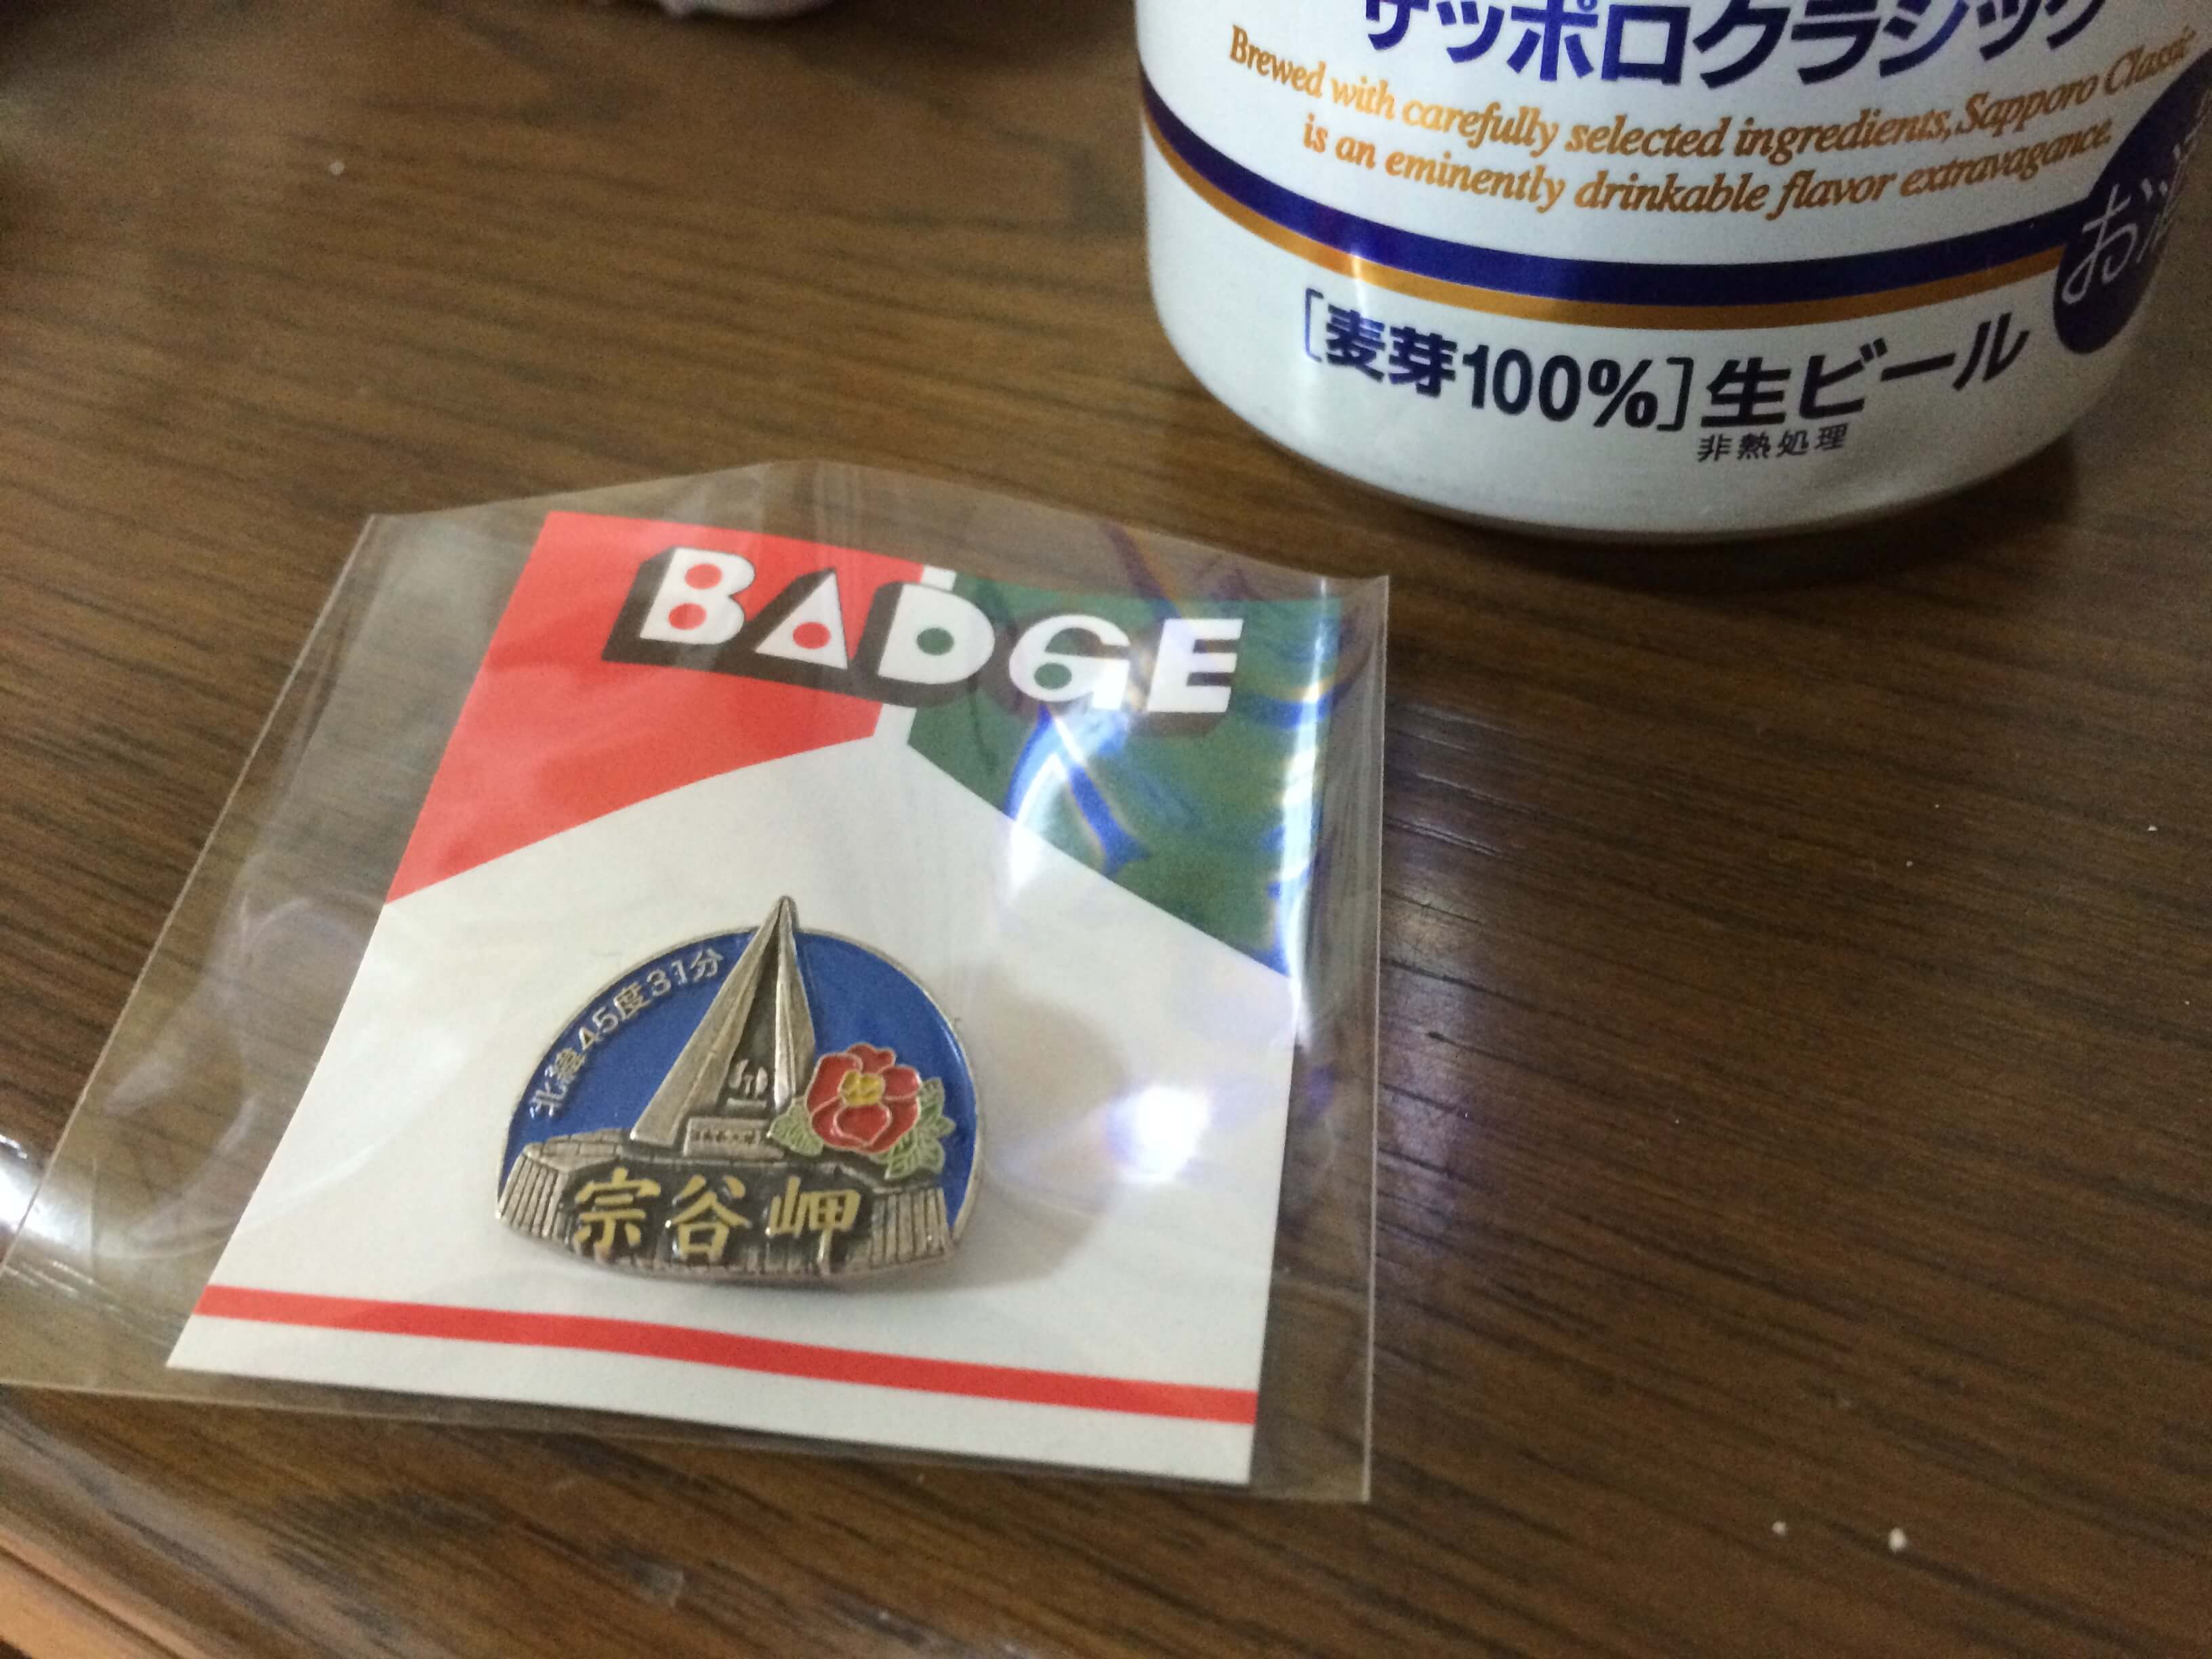 サッポロクラシック
Brewed with carefully selected ingredients, Sapporo Classic
is an eminently drinkable flavor extravagance.
お酒
[麦芽100%]生ビール
非熱処理
BADGE
北緯45度31分
宗谷岬